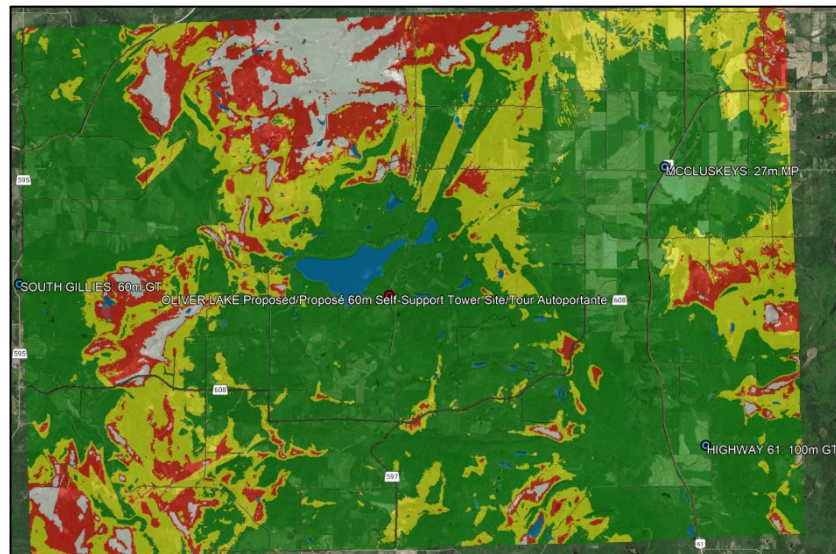 595
MCCLUSKEYS: 27m MP
SOUTH GILLIES: 60m GT
OLIVER LAKE Proposed/Proposé 60m Self-Support Tower Site/Tour Autoportante
608
595
608
HIGHWAY 61: 100m GT
597
61